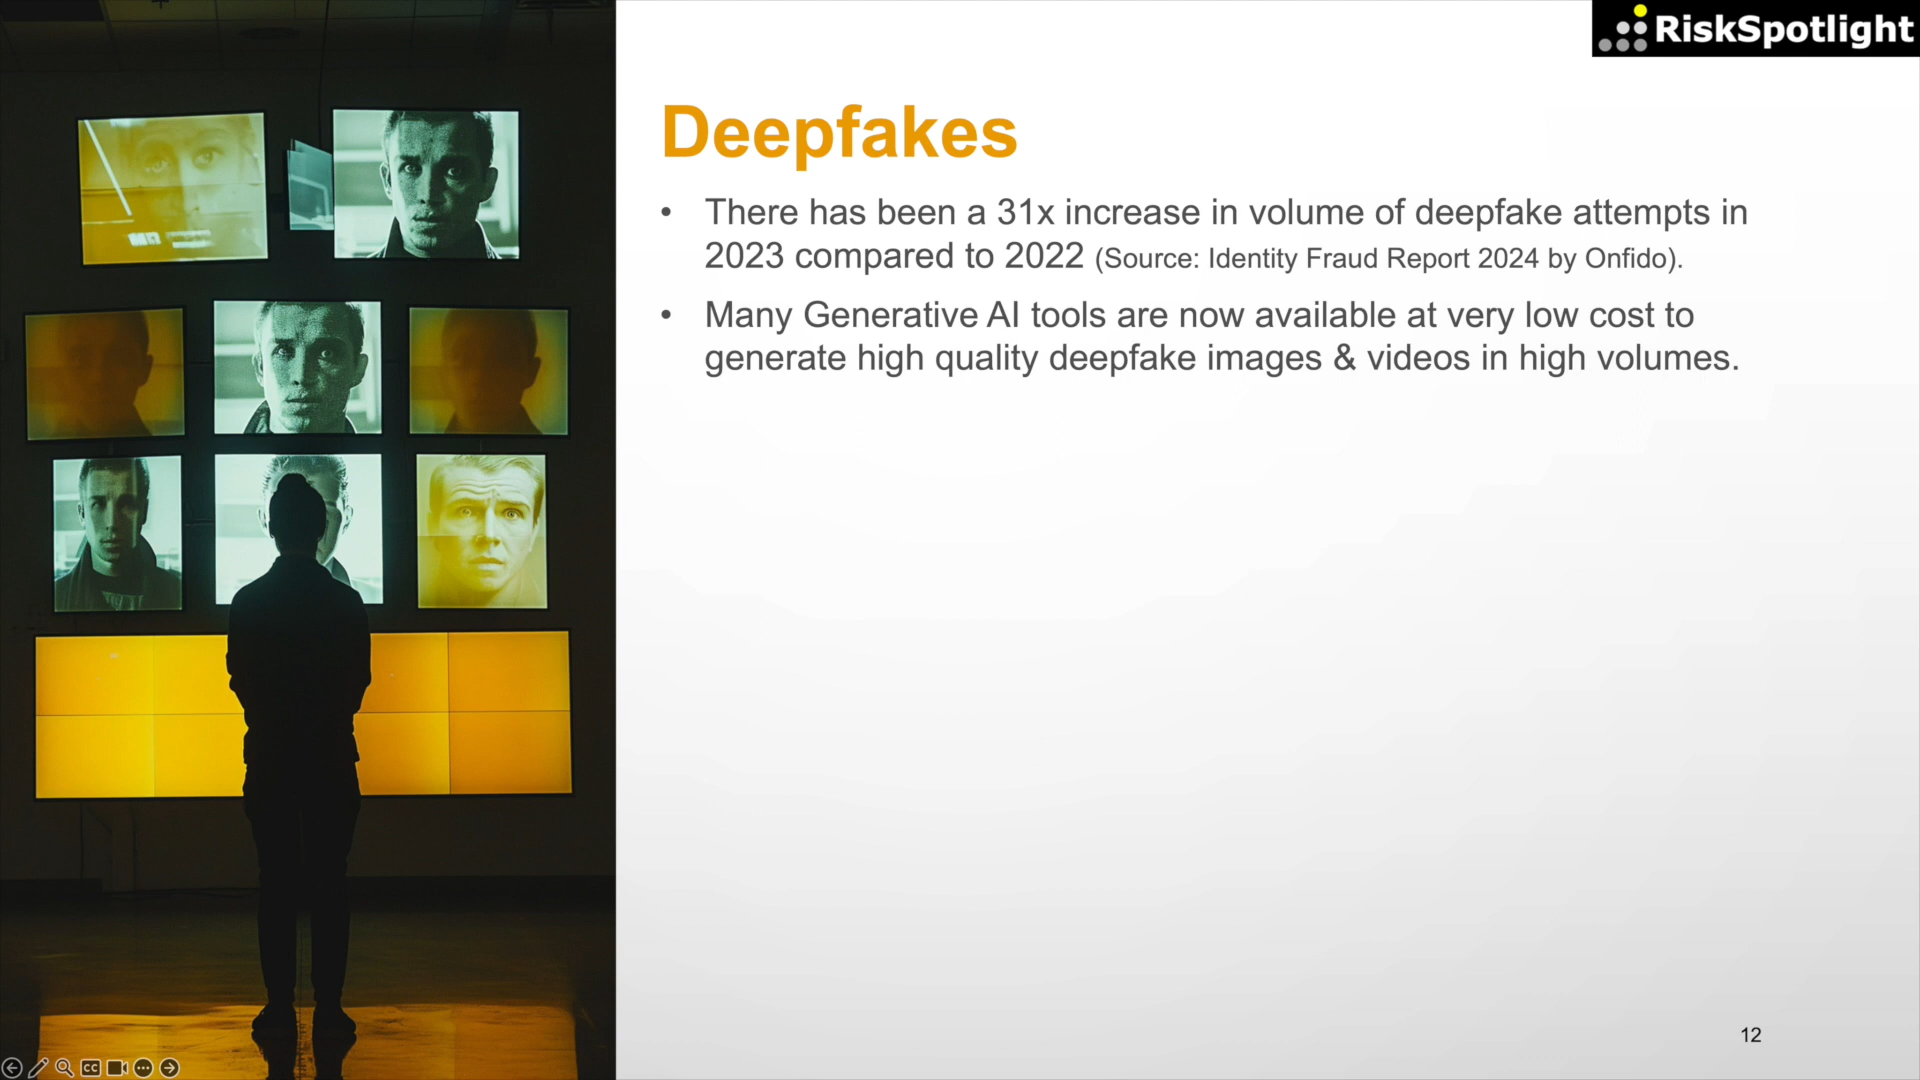 RiskSpotlight
Deepfakes
• There has been a 31x increase in volume of deepfake attempts in
2023 compared to 2022 (Source: Identity Fraud Report 2024 by Onfido).
• Many Generative AI tools are now available at very low cost to
generate high quality deepfake images & videos in high volumes.
12
CC